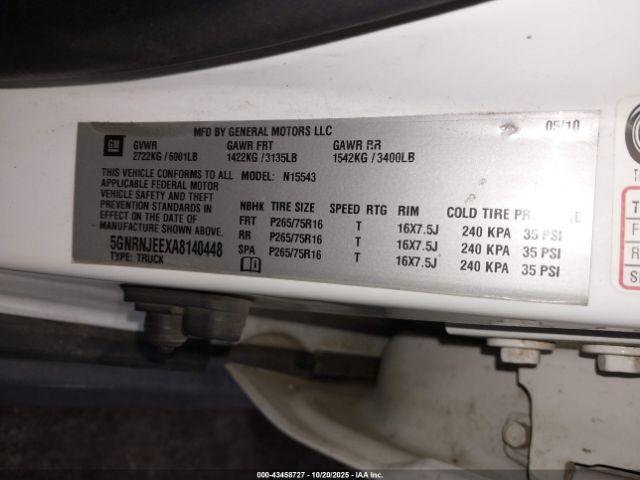 MFD BY GENERAL MOTORS LLC 05/10
GM
GVWR GAWR FRT GAWR RR
2722KG / 6001LB 1422KG / 3135LB 1542KG / 3400LB
THIS VEHICLE CONFORMS TO ALL MODEL: N15543
APPLICABLE FEDERAL MOTOR
VEHICLE SAFETY AND THEFT
PREVENTION STANDARDS IN
EFFECT ON THE DATE OF
MANUFACTURE SHOWN ABOVE.
5GNRNJEEXA8140448
TYPE: TRUCK
NBHK TIRE SIZE SPEED RTG RIM COLD TIRE
FRT P265/75R16 T 16X7.5J 240 KPA 35 PSI
RR P265/75R16 T 16X7.5J 240 KPA 35 PSI
SPA P265/75R16 T 16X7.5J 240 KPA 35 PSI
T
F
R
S
000-43458727 - 10/20/2025 - IAA Inc.